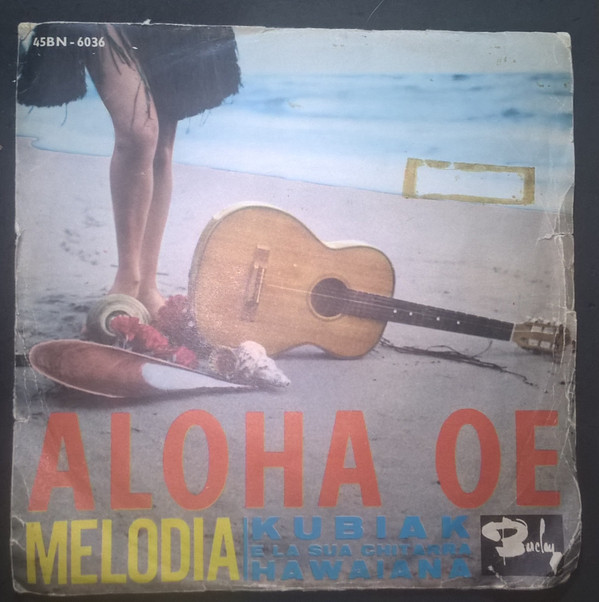 45BN-6036
ALOHA OE
MELODIA
KUBIAK
E LA SUA CHITARRA
HAWAIANA
Barclay